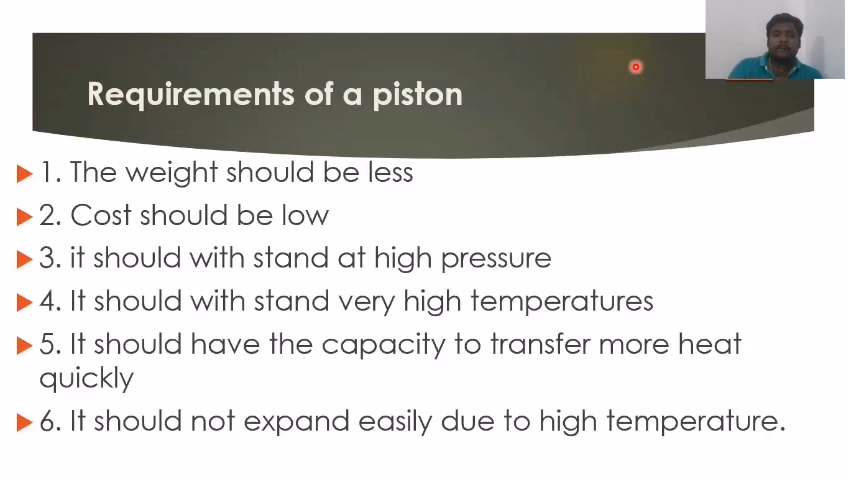 Requirements of a piston
1. The weight should be less
2. Cost should be low
3. it should with stand at high pressure
4. It should with stand very high temperatures
5. It should have the capacity to transfer more heat
quickly
6. It should not expand easily due to high temperature.